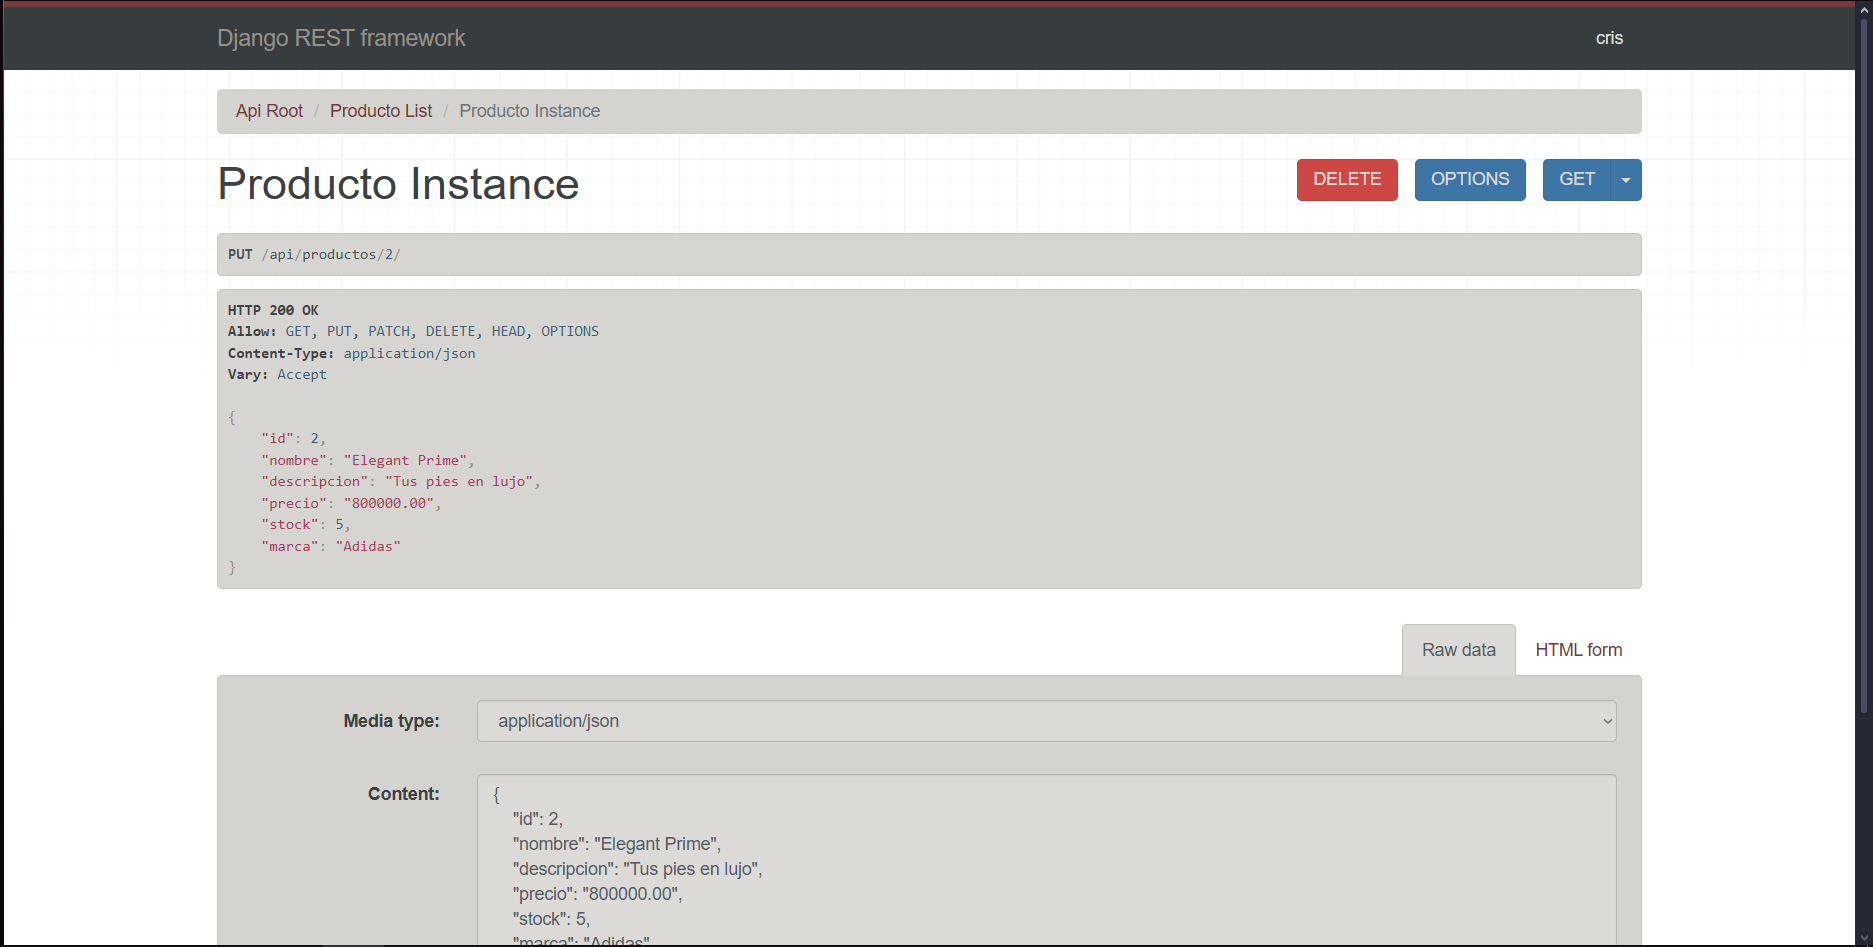 Django REST framework
cris
Api Root / Producto List / Producto Instance
Producto Instance
DELETE
OPTIONS
GET
PUT /api/productos/2/
HTTP 200 OK
Allow: GET, PUT, PATCH, DELETE, HEAD, OPTIONS
Content-Type: application/json
Vary: Accept
{
    "id": 2,
    "nombre": "Elegant Prime",
    "descripcion": "Tus pies en lujo",
    "precio": "800000.00",
    "stock": 5,
    "marca": "Adidas"
}
Raw data
HTML form
Media type:
application/json
Content:
{
    "id": 2,
    "nombre": "Elegant Prime",
    "descripcion": "Tus pies en lujo",
    "precio": "800000.00",
    "stock": 5,
    "marca": "Adidas"